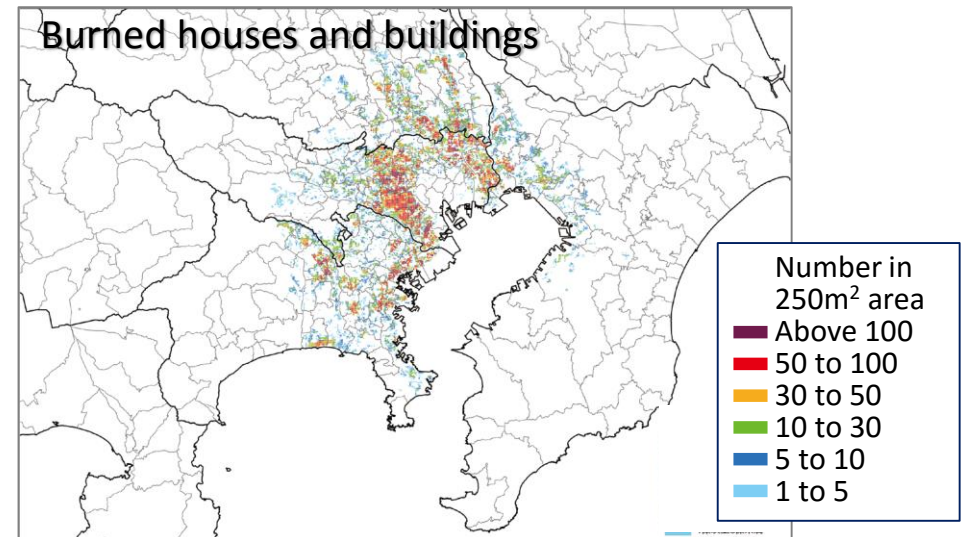 Burned houses and buildings
Number in
250m² area
Above 100
50 to 100
30 to 50
10 to 30
5 to 10
1 to 5